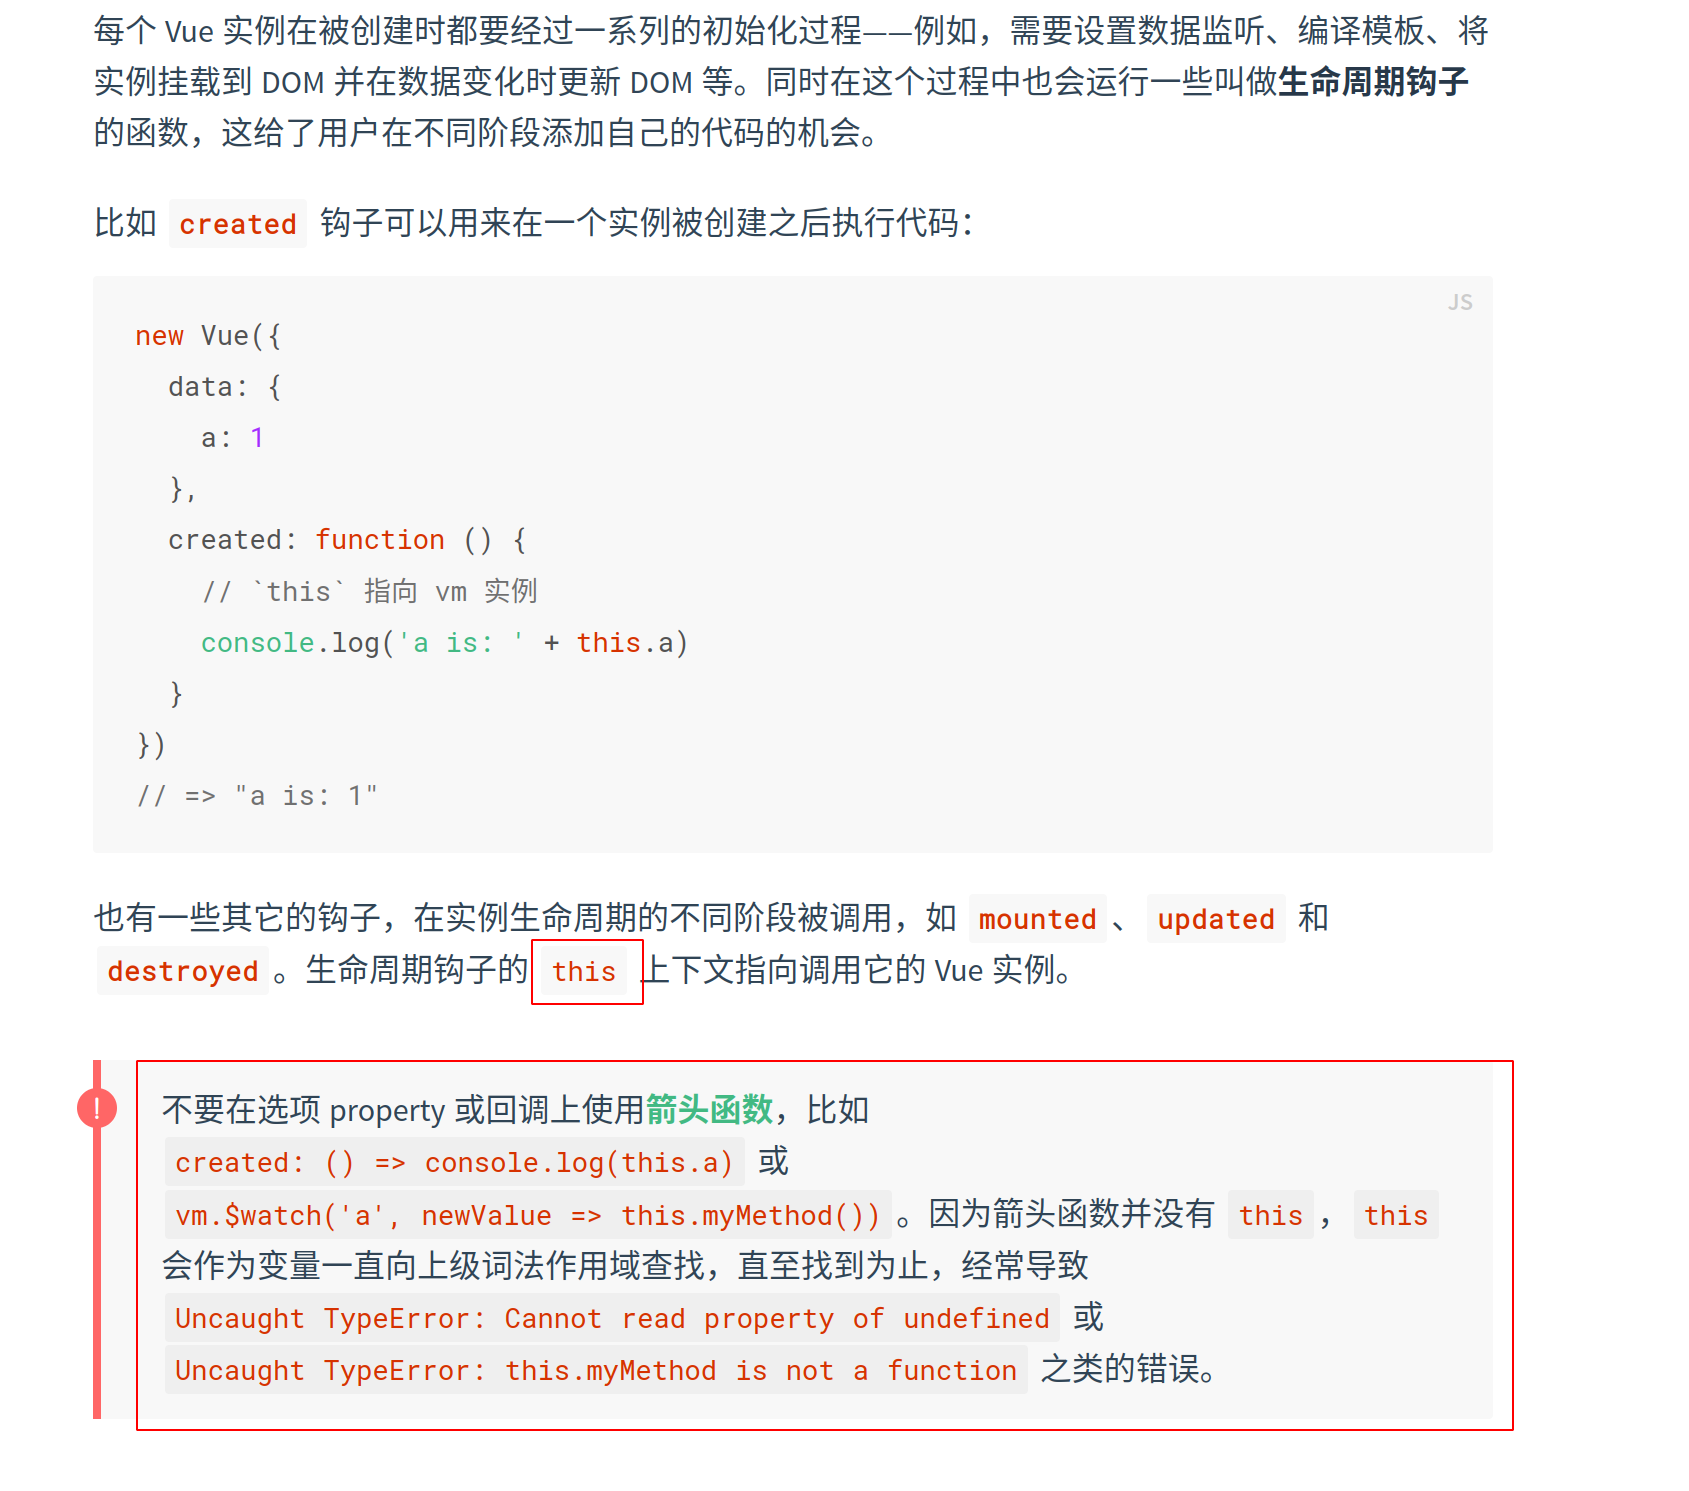 每个 Vue 实例在被创建时都要经过一系列的初始化过程——例如，需要设置数据监听、编译模板、将
实例挂载到 DOM 并在数据变化时更新 DOM 等。同时在这个过程中也会运行一些叫做生命周期钩子
的函数，这给了用户在不同阶段添加自己的代码的机会。
比如 created 钩子可以用来在一个实例被创建之后执行代码：
JS
new Vue({
  data: {
    a: 1
  },
  created: function () {
    // `this` 指向 vm 实例
    console.log('a is: ' + this.a)
  }
})
// => "a is: 1"
也有一些其它的钩子，在实例生命周期的不同阶段被调用，如 mounted、updated 和
destroyed。生命周期钩子的 this 上下文指向调用它的 Vue 实例。
!
不要在选项 property 或回调上使用箭头函数，比如
created: () => console.log(this.a) 或
vm.$watch('a', newValue => this.myMethod())。因为箭头函数并没有 this，this
会作为变量一直向上级词法作用域查找，直至找到为止，经常导致
Uncaught TypeError: Cannot read property of undefined 或
Uncaught TypeError: this.myMethod is not a function 之类的错误。